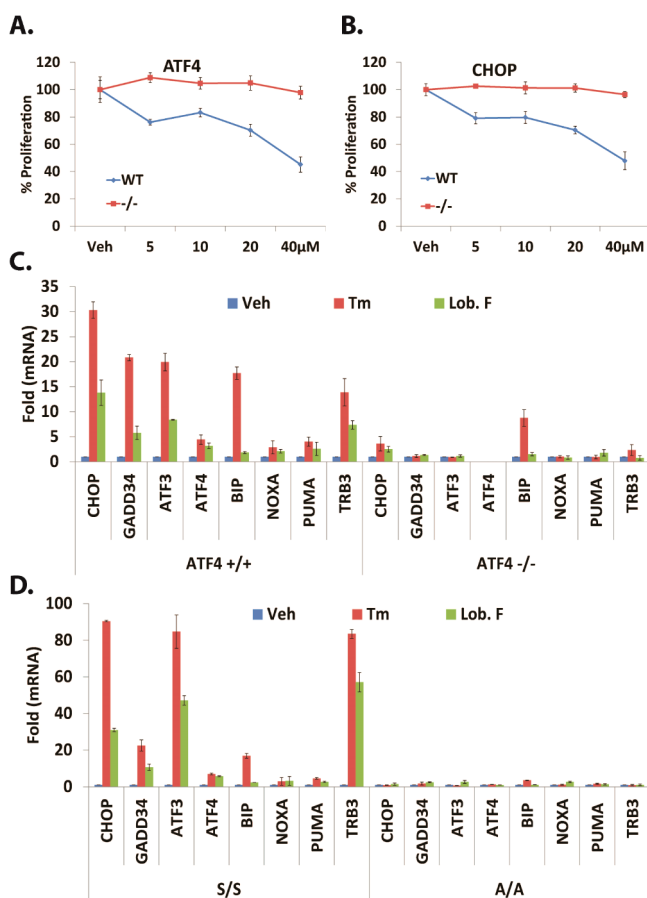 A.
ATF4
% Proliferation
120
100
80
60
40
20
0
WT
-/-
Veh 5 10 20 40µM
B.
CHOP
% Proliferation
120
100
80
60
40
20
0
WT
-/-
Veh 5 10 20 40µM
C.
Veh Tm Lob. F
Fold (mRNA)
35
30
25
20
15
10
5
0
CHOP GADD34 ATF3 ATF4 BIP NOXA PUMA TRB3 CHOP GADD34 ATF3 ATF4 BIP NOXA PUMA TRB3
ATF4 +/+ ATF4 -/-
D.
Veh Tm Lob. F
Fold (mRNA)
100
80
60
40
20
0
CHOP GADD34 ATF3 ATF4 BIP NOXA PUMA TRB3 CHOP GADD34 ATF3 ATF4 BIP NOXA PUMA TRB3
S/S A/A